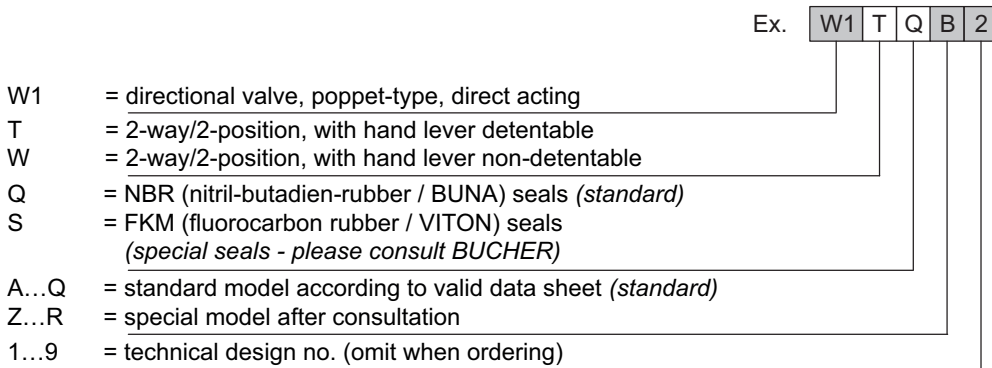 Ex. W1 T Q B 2
W1 = directional valve, poppet-type, direct acting
T = 2-way/2-position, with hand lever detentable
W = 2-way/2-position, with hand lever non-detentable
Q = NBR (nitril-butadien-rubber / BUNA) seals (standard)
S = FKM (fluorocarbon rubber / VITON) seals
(special seals - please consult BUCHER)
A…Q = standard model according to valid data sheet (standard)
Z…R = special model after consultation
1…9 = technical design no. (omit when ordering)